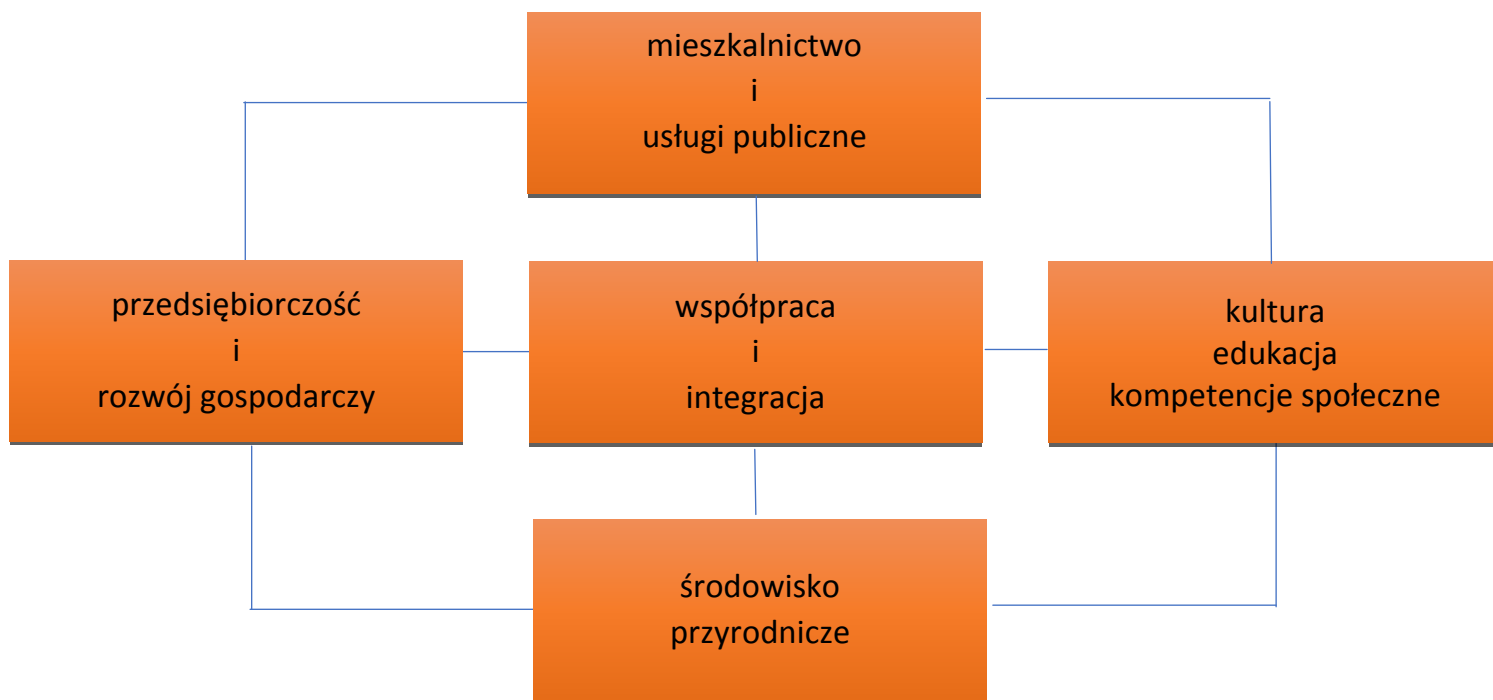 mieszkalnictwo
i
usługi publiczne
przedsiębiorczość
i
rozwój gospodarczy
współpraca
i
integracja
kultura
edukacja
kompetencje społeczne
środowisko
przyrodnicze